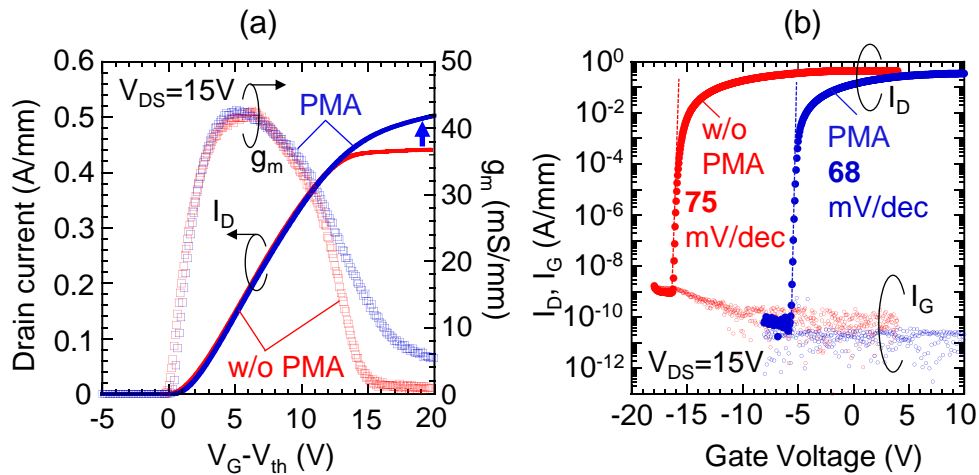 (a)
0.6
0.5
0.4
0.3
0.2
0.1
0
Drain current (A/mm)
50
40
30
20
10
0
g_m (mS/mm)
V_DS=15V
PMA
g_m
I_D
w/o PMA
-5 0 5 10 15 20
V_G-V_th (V)
(b)
10^0
10^-2
10^-4
10^-6
10^-8
10^-10
10^-12
I_D, I_G (A/mm)
I_D
w/o
PMA
75
mV/dec
PMA
68
mV/dec
I_G
V_DS=15V
-20 -15 -10 -5 0 5 10
Gate Voltage (V)